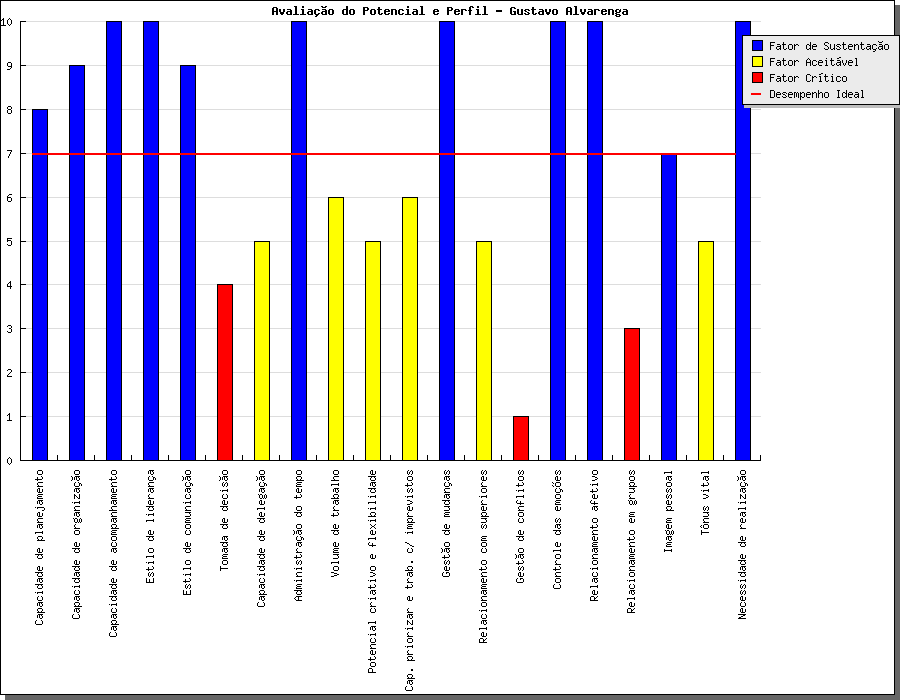 Avaliação do Potencial e Perfil - Gustavo Alvarenga
10
9
8
7
6
5
4
3
2
1
0
Fator de Sustentação
Fator Aceitável
Fator Crítico
Desempenho Ideal
Capacidade de planejamento
Capacidade de organização
Capacidade de acompanhamento
Estilo de liderança
Estilo de comunicação
Tomada de decisão
Capacidade de delegação
Administração do tempo
Volume de trabalho
Potencial criativo e flexibilidade
Cap. priorizar e trab. c/ imprevistos
Gestão de mudanças
Relacionamento com superiores
Gestão de conflitos
Controle das emoções
Relacionamento afetivo
Relacionamento em grupos
Imagem pessoal
Tônus vital
Necessidade de realização